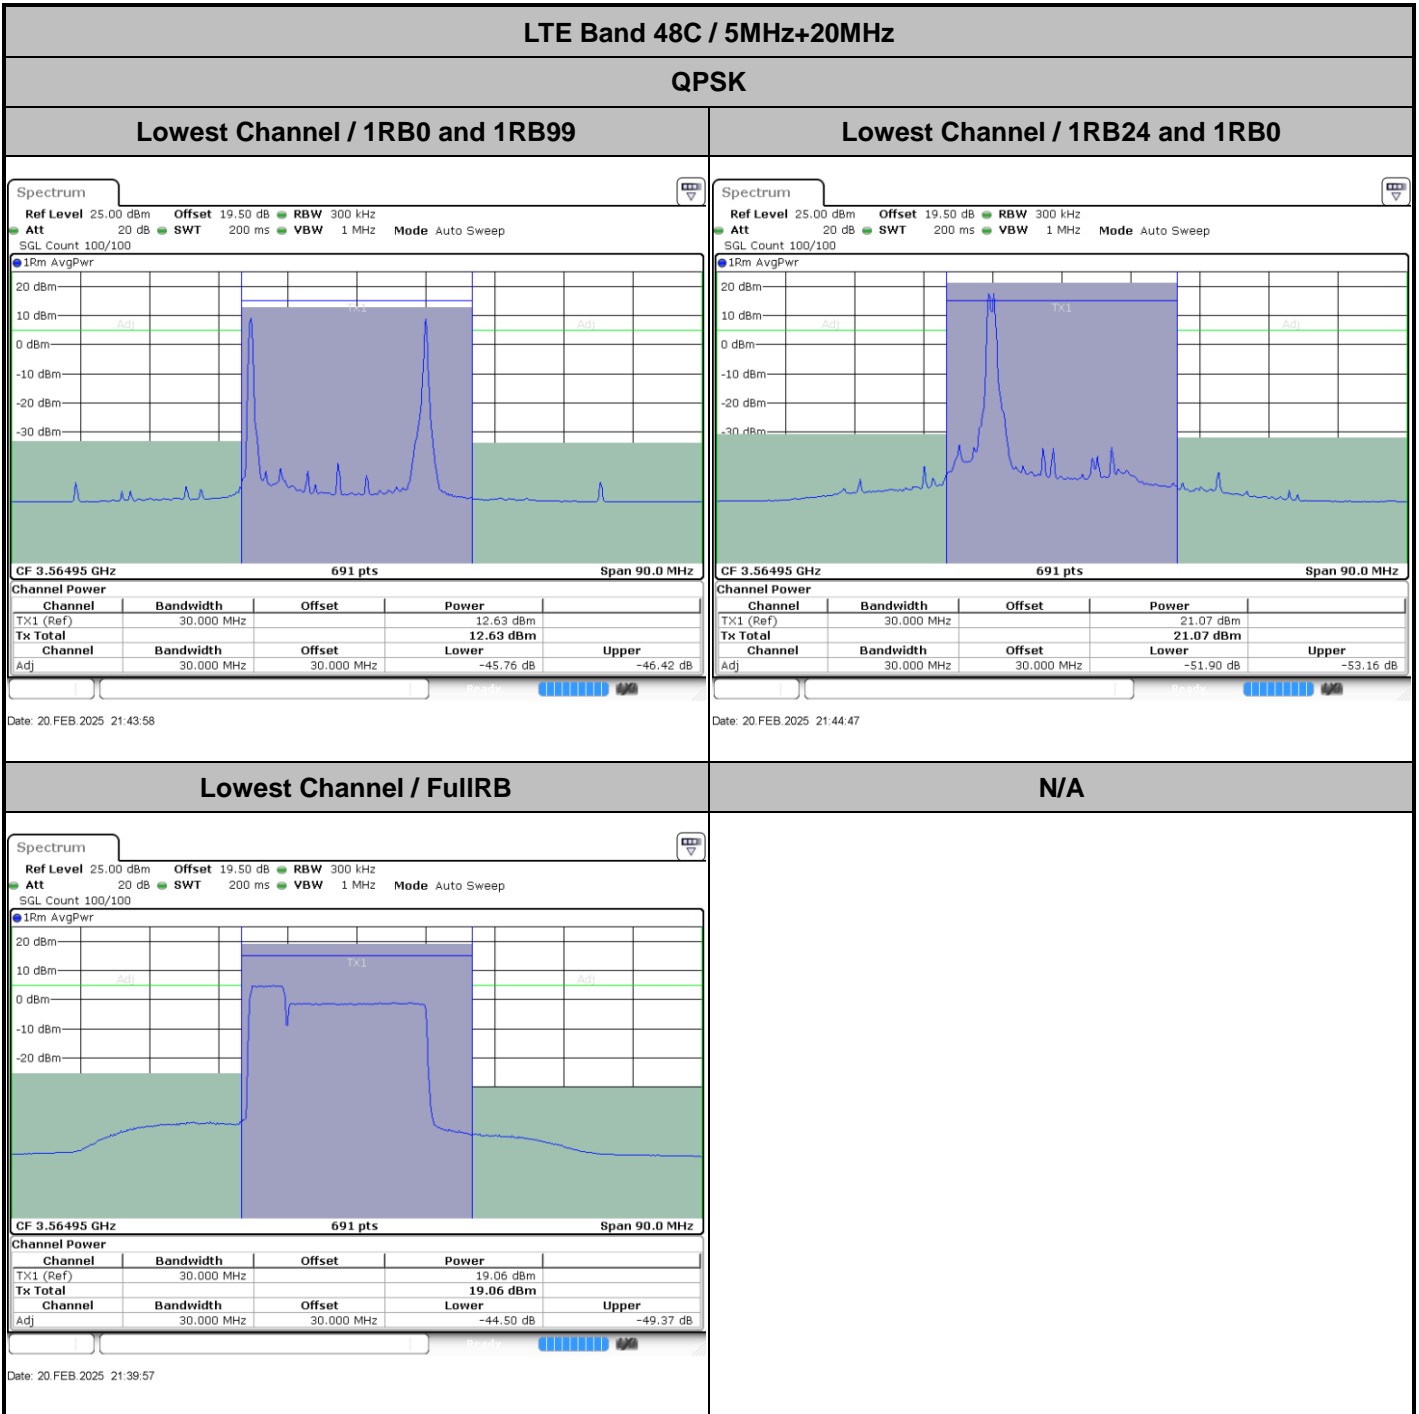 LTE Band 48C / 5MHz+20MHz
QPSK
Lowest Channel / 1RB0 and 1RB99
Lowest Channel / 1RB24 and 1RB0
Spectrum
Ref Level 25.00 dBm Offset 19.50 dB RBW 300 kHz
Att 20 dB SWT 200 ms VBW 1 MHz Mode Auto Sweep
SGL Count 100/100
1Rm AvgPwr
20 dBm
10 dBm
0 dBm
-10 dBm
-20 dBm
-30 dBm
Adj
TX1
Adj
CF 3.56495 GHz 691 pts Span 90.0 MHz
Channel Power
Channel Bandwidth Offset Power
TX1 (Ref) 30.000 MHz 12.63 dBm
Tx Total 12.63 dBm
Channel Bandwidth Offset Lower Upper
Adj 30.000 MHz 30.000 MHz -45.76 dB -46.42 dB
Ready
Date: 20.FEB.2025 21:43:58
Spectrum
Ref Level 25.00 dBm Offset 19.50 dB RBW 300 kHz
Att 20 dB SWT 200 ms VBW 1 MHz Mode Auto Sweep
SGL Count 100/100
1Rm AvgPwr
20 dBm
10 dBm
0 dBm
-10 dBm
-20 dBm
-30 dBm
Adj
TX1
Adj
CF 3.56495 GHz 691 pts Span 90.0 MHz
Channel Power
Channel Bandwidth Offset Power
TX1 (Ref) 30.000 MHz 21.07 dBm
Tx Total 21.07 dBm
Channel Bandwidth Offset Lower Upper
Adj 30.000 MHz 30.000 MHz -51.90 dB -53.16 dB
Ready
Date: 20.FEB.2025 21:44:47
Lowest Channel / FullRB
N/A
Spectrum
Ref Level 25.00 dBm Offset 19.50 dB RBW 300 kHz
Att 20 dB SWT 200 ms VBW 1 MHz Mode Auto Sweep
SGL Count 100/100
1Rm AvgPwr
20 dBm
10 dBm
0 dBm
-10 dBm
-20 dBm
Adj
TX1
Adj
CF 3.56495 GHz 691 pts Span 90.0 MHz
Channel Power
Channel Bandwidth Offset Power
TX1 (Ref) 30.000 MHz 19.06 dBm
Tx Total 19.06 dBm
Channel Bandwidth Offset Lower Upper
Adj 30.000 MHz 30.000 MHz -44.50 dB -49.37 dB
Ready
Date: 20.FEB.2025 21:39:57